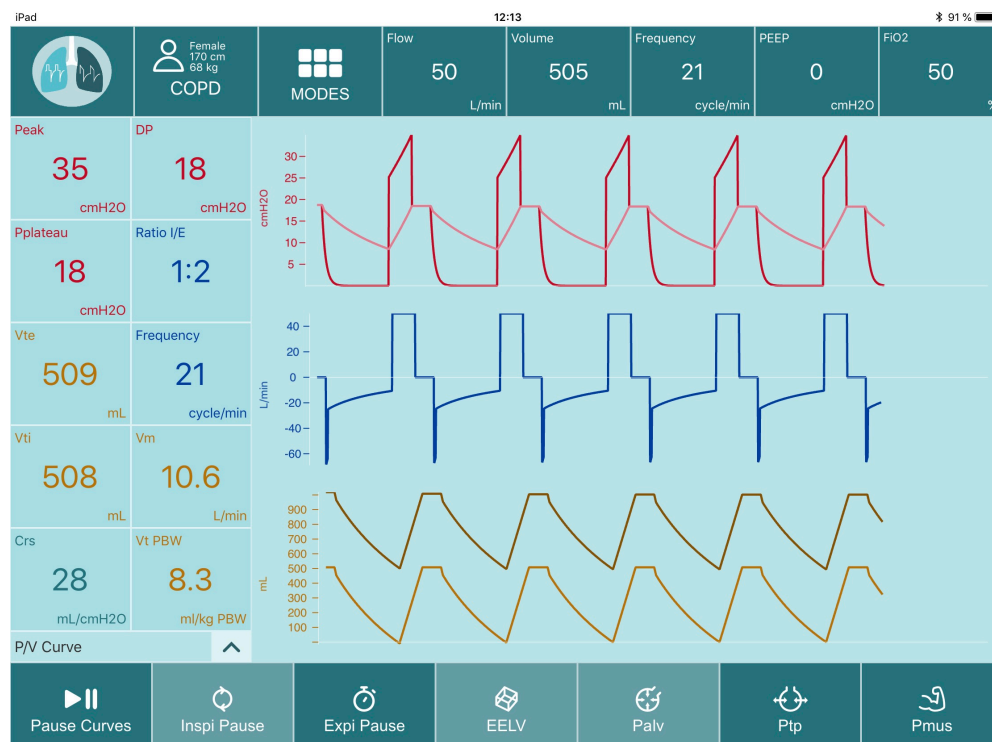 iPad
12:13
91 %
Female
170 cm
68 kg
COPD
MODES
Flow
50
L/min
Volume
505
mL
Frequency
21
cycle/min
PEEP
0
cmH2O
FiO2
50
%
Peak
35
cmH2O
DP
18
cmH2O
Pplateau
18
cmH2O
Ratio I/E
1:2
Vte
509
mL
Frequency
21
cycle/min
Vti
508
mL
Vm
10.6
L/min
Crs
28
mL/cmH2O
Vt PBW
8.3
ml/kg PBW
P/V Curve
cmH2O
30
25
20
15
10
5
L/min
40
20
0
-20
-40
-60
mL
900
800
700
600
500
400
300
200
100
Pause Curves
Inspi Pause
Expi Pause
EELV
Palv
Ptp
Pmus